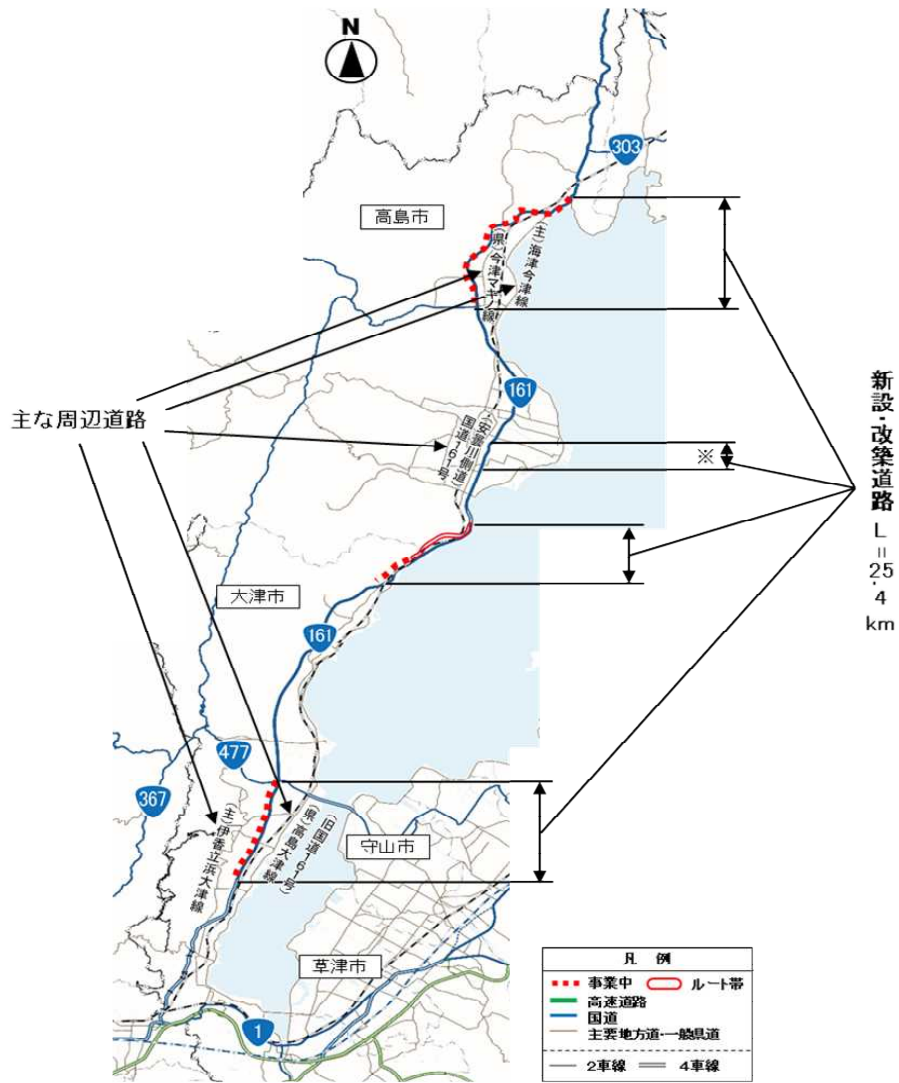 N
303
高島市
(主)海津今津線
(県)今津マキノ線
161
主な周辺道路
(安曇川側道)
国道161号
※
新設・改築道路 L=25.4km
大津市
161
477
367
(主)伊香立浜大津線
(旧国道161号)
(県)高島大津線
守山市
草津市
1
凡 例
事業中 ルート帯
高速道路
国道
主要地方道・一般県道
2車線 4車線